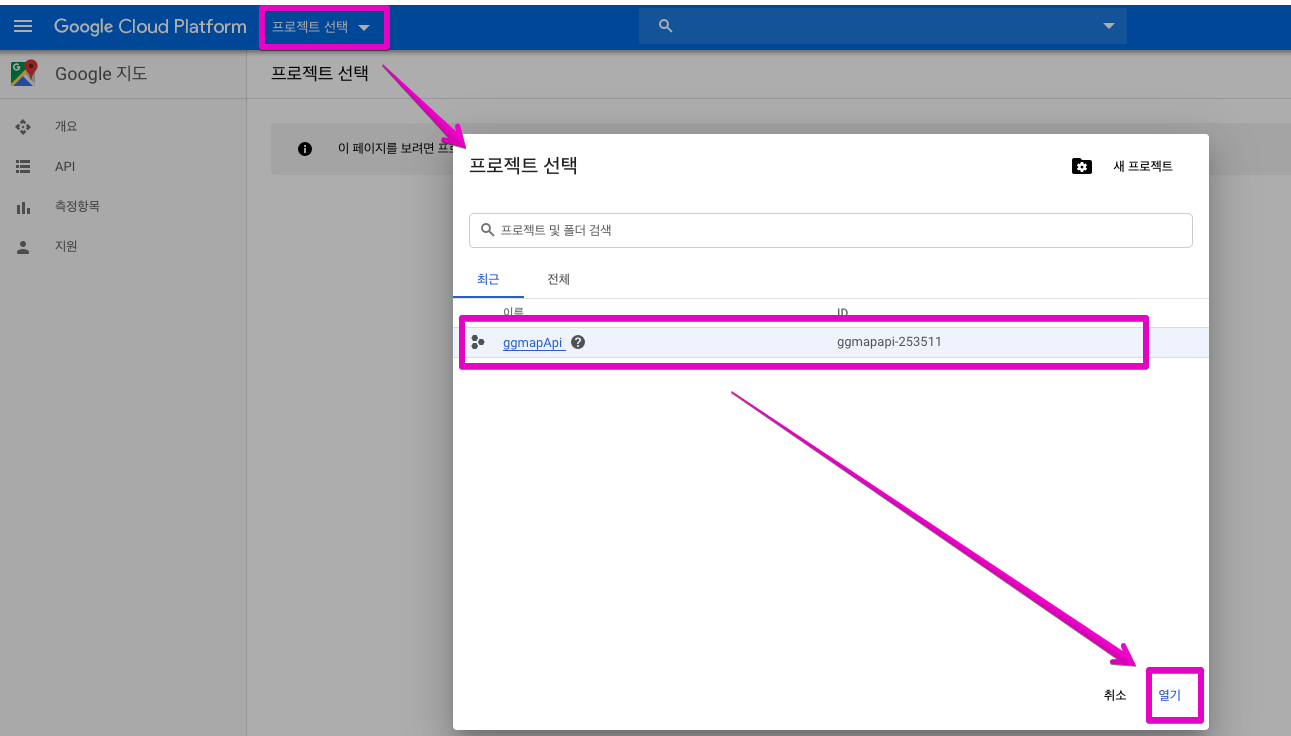 Google Cloud Platform
프로젝트 선택
Google 지도
프로젝트 선택
개요
API
측정항목
지원
이 페이지를 보려면
프로젝트 선택
새 프로젝트
프로젝트 및 폴더 검색
최근
전체
이름
ID
ggmapApi
ggmapapi-253511
취소
열기